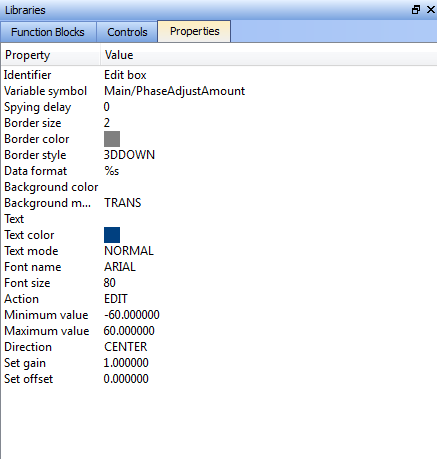 Libraries
Function Blocks Controls Properties
Property Value
Identifier Edit box
Variable symbol Main/PhaseAdjustAmount
Spying delay 0
Border size 2
Border color
Border style 3DDOWN
Data format %s
Background color
Background m... TRANS
Text
Text color
Text mode NORMAL
Font name ARIAL
Font size 80
Action EDIT
Minimum value -60.000000
Maximum value 60.000000
Direction CENTER
Set gain 1.000000
Set offset 0.000000